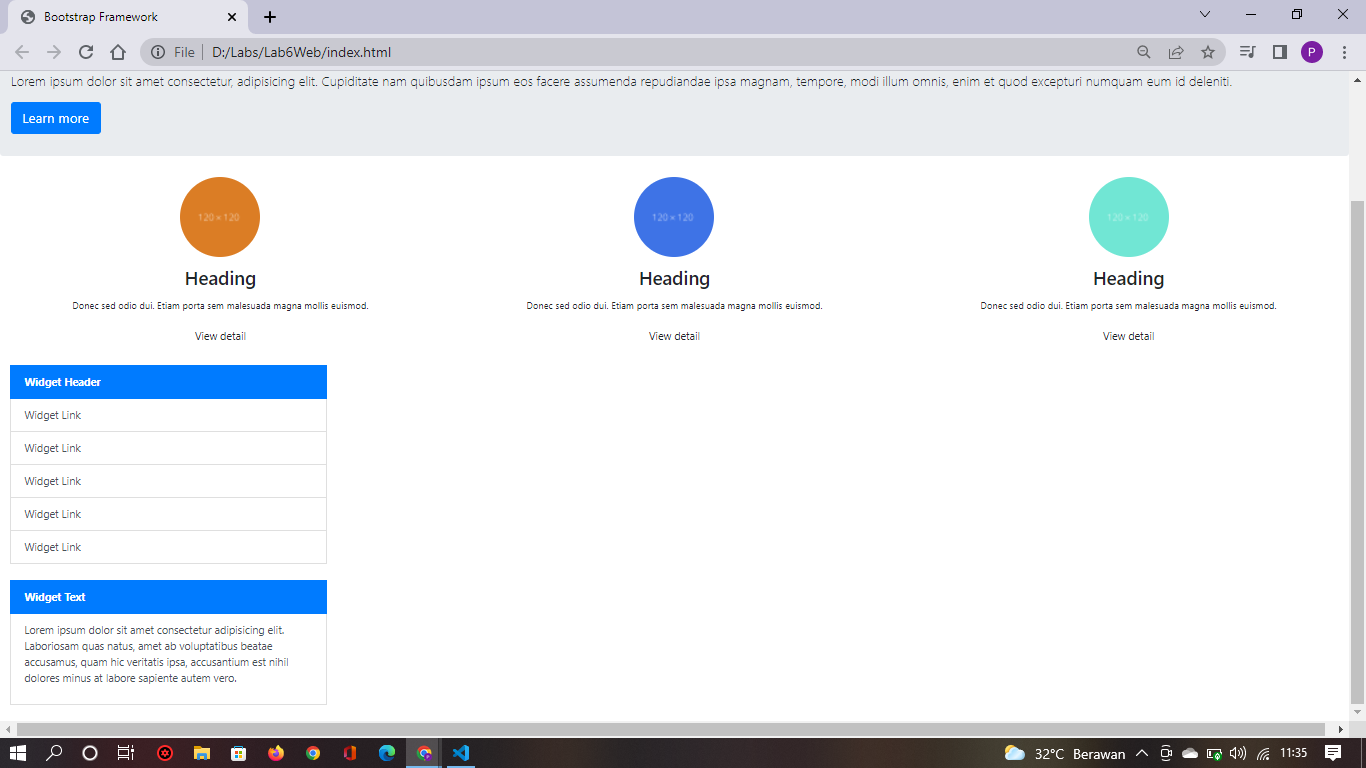 Bootstrap Framework
File
D:/Labs/Lab6Web/index.html
P
Lorem ipsum dolor sit amet consectetur, adipisicing elit. Cupiditate nam quibusdam ipsum eos facere assumenda repudiandae ipsa magnam, tempore, modi illum omnis, enim et quod excepturi numquam eum id deleniti.
Learn more
120 × 120
120 × 120
120 × 120
Heading
Heading
Heading
Donec sed odio dui. Etiam porta sem malesuada magna mollis euismod.
Donec sed odio dui. Etiam porta sem malesuada magna mollis euismod.
Donec sed odio dui. Etiam porta sem malesuada magna mollis euismod.
View detail
View detail
View detail
Widget Header
Widget Link
Widget Link
Widget Link
Widget Link
Widget Link
Widget Text
Lorem ipsum dolor sit amet consectetur adipisicing elit.
Laboriosam quas natus, amet ab voluptatibus beatae
accusamus, quam hic veritatis ipsa, accusantium est nihil
dolores minus at labore sapiente autem vero.
32°C Berawan
11:35